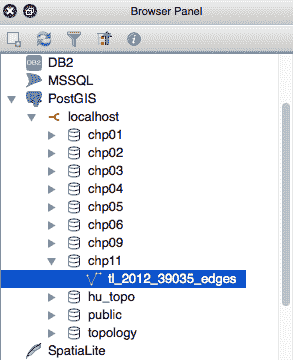 Browser Panel
DB2
MSSQL
PostGIS
localhost
chp01
chp02
chp03
chp04
chp05
chp06
chp09
chp11
tl_2012_39035_edges
hu_topo
public
topology
SpatiaLite